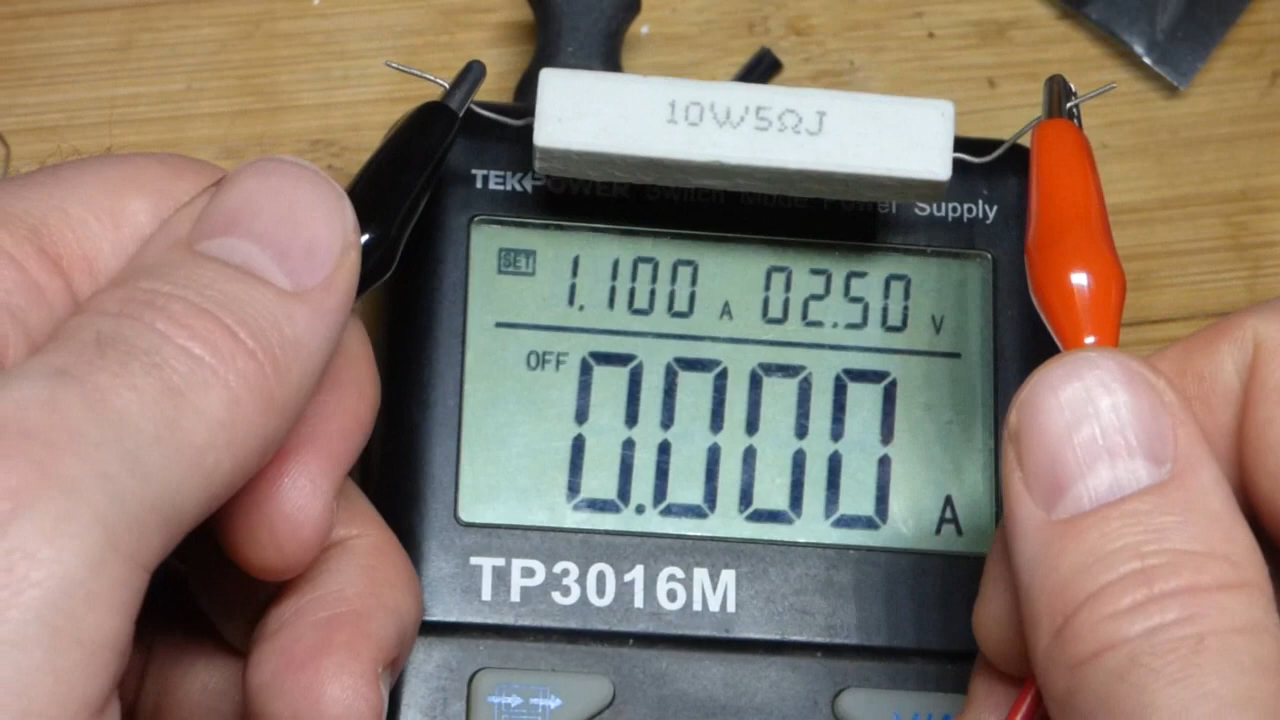 10W5ΩJ
TEKPOWER Switch Mode Power Supply
SET 1.100 A 02.50 V
OFF 0.000 A
TP3016M